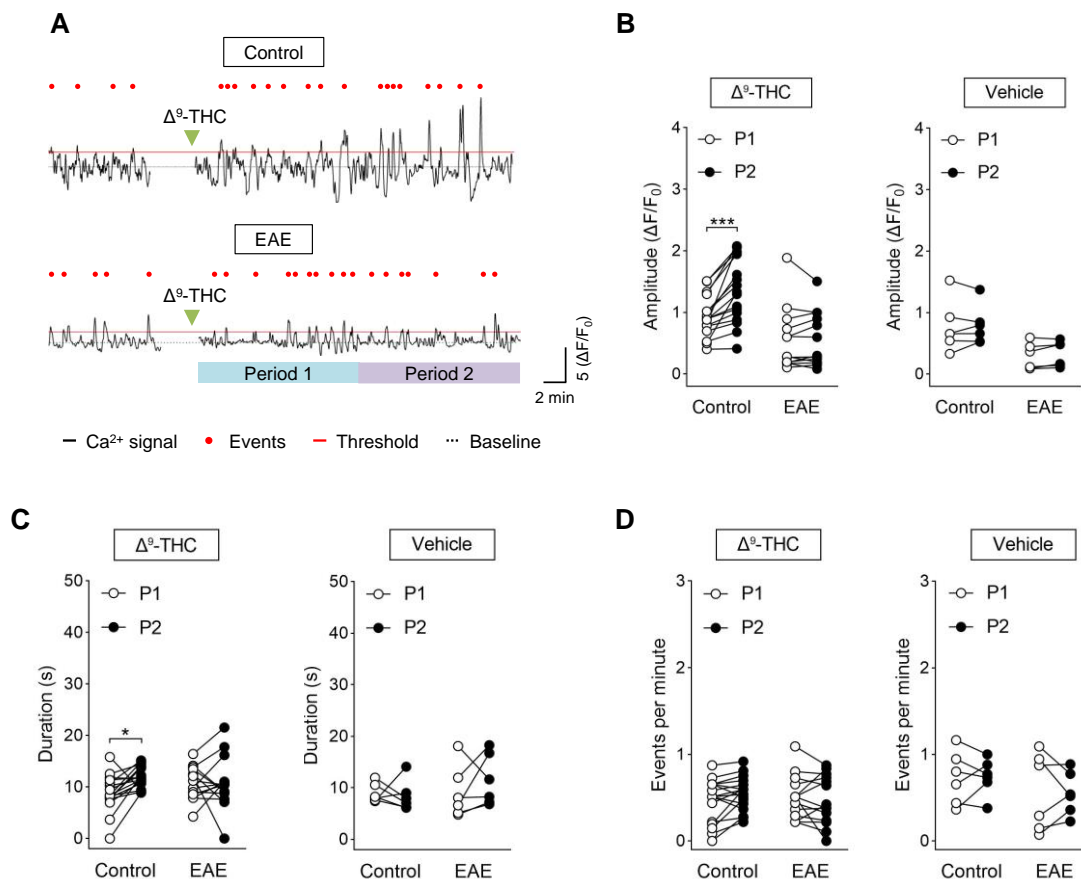 A
Control
Δ⁹-THC
EAE
Δ⁹-THC
Period 1
Period 2
5 (ΔF/F₀)
2 min
Ca²⁺ signal
Events
Threshold
Baseline
B
Δ⁹-THC
P1
P2
***
Amplitude (ΔF/F₀)
4
3
2
1
0
Control
EAE
Vehicle
P1
P2
Amplitude (ΔF/F₀)
4
3
2
1
0
Control
EAE
C
Δ⁹-THC
P1
P2
*
Duration (s)
50
40
30
20
10
0
Control
EAE
Vehicle
P1
P2
Duration (s)
50
40
30
20
10
0
Control
EAE
D
Δ⁹-THC
P1
P2
Events per minute
3
2
1
0
Control
EAE
Vehicle
P1
P2
Events per minute
3
2
1
0
Control
EAE